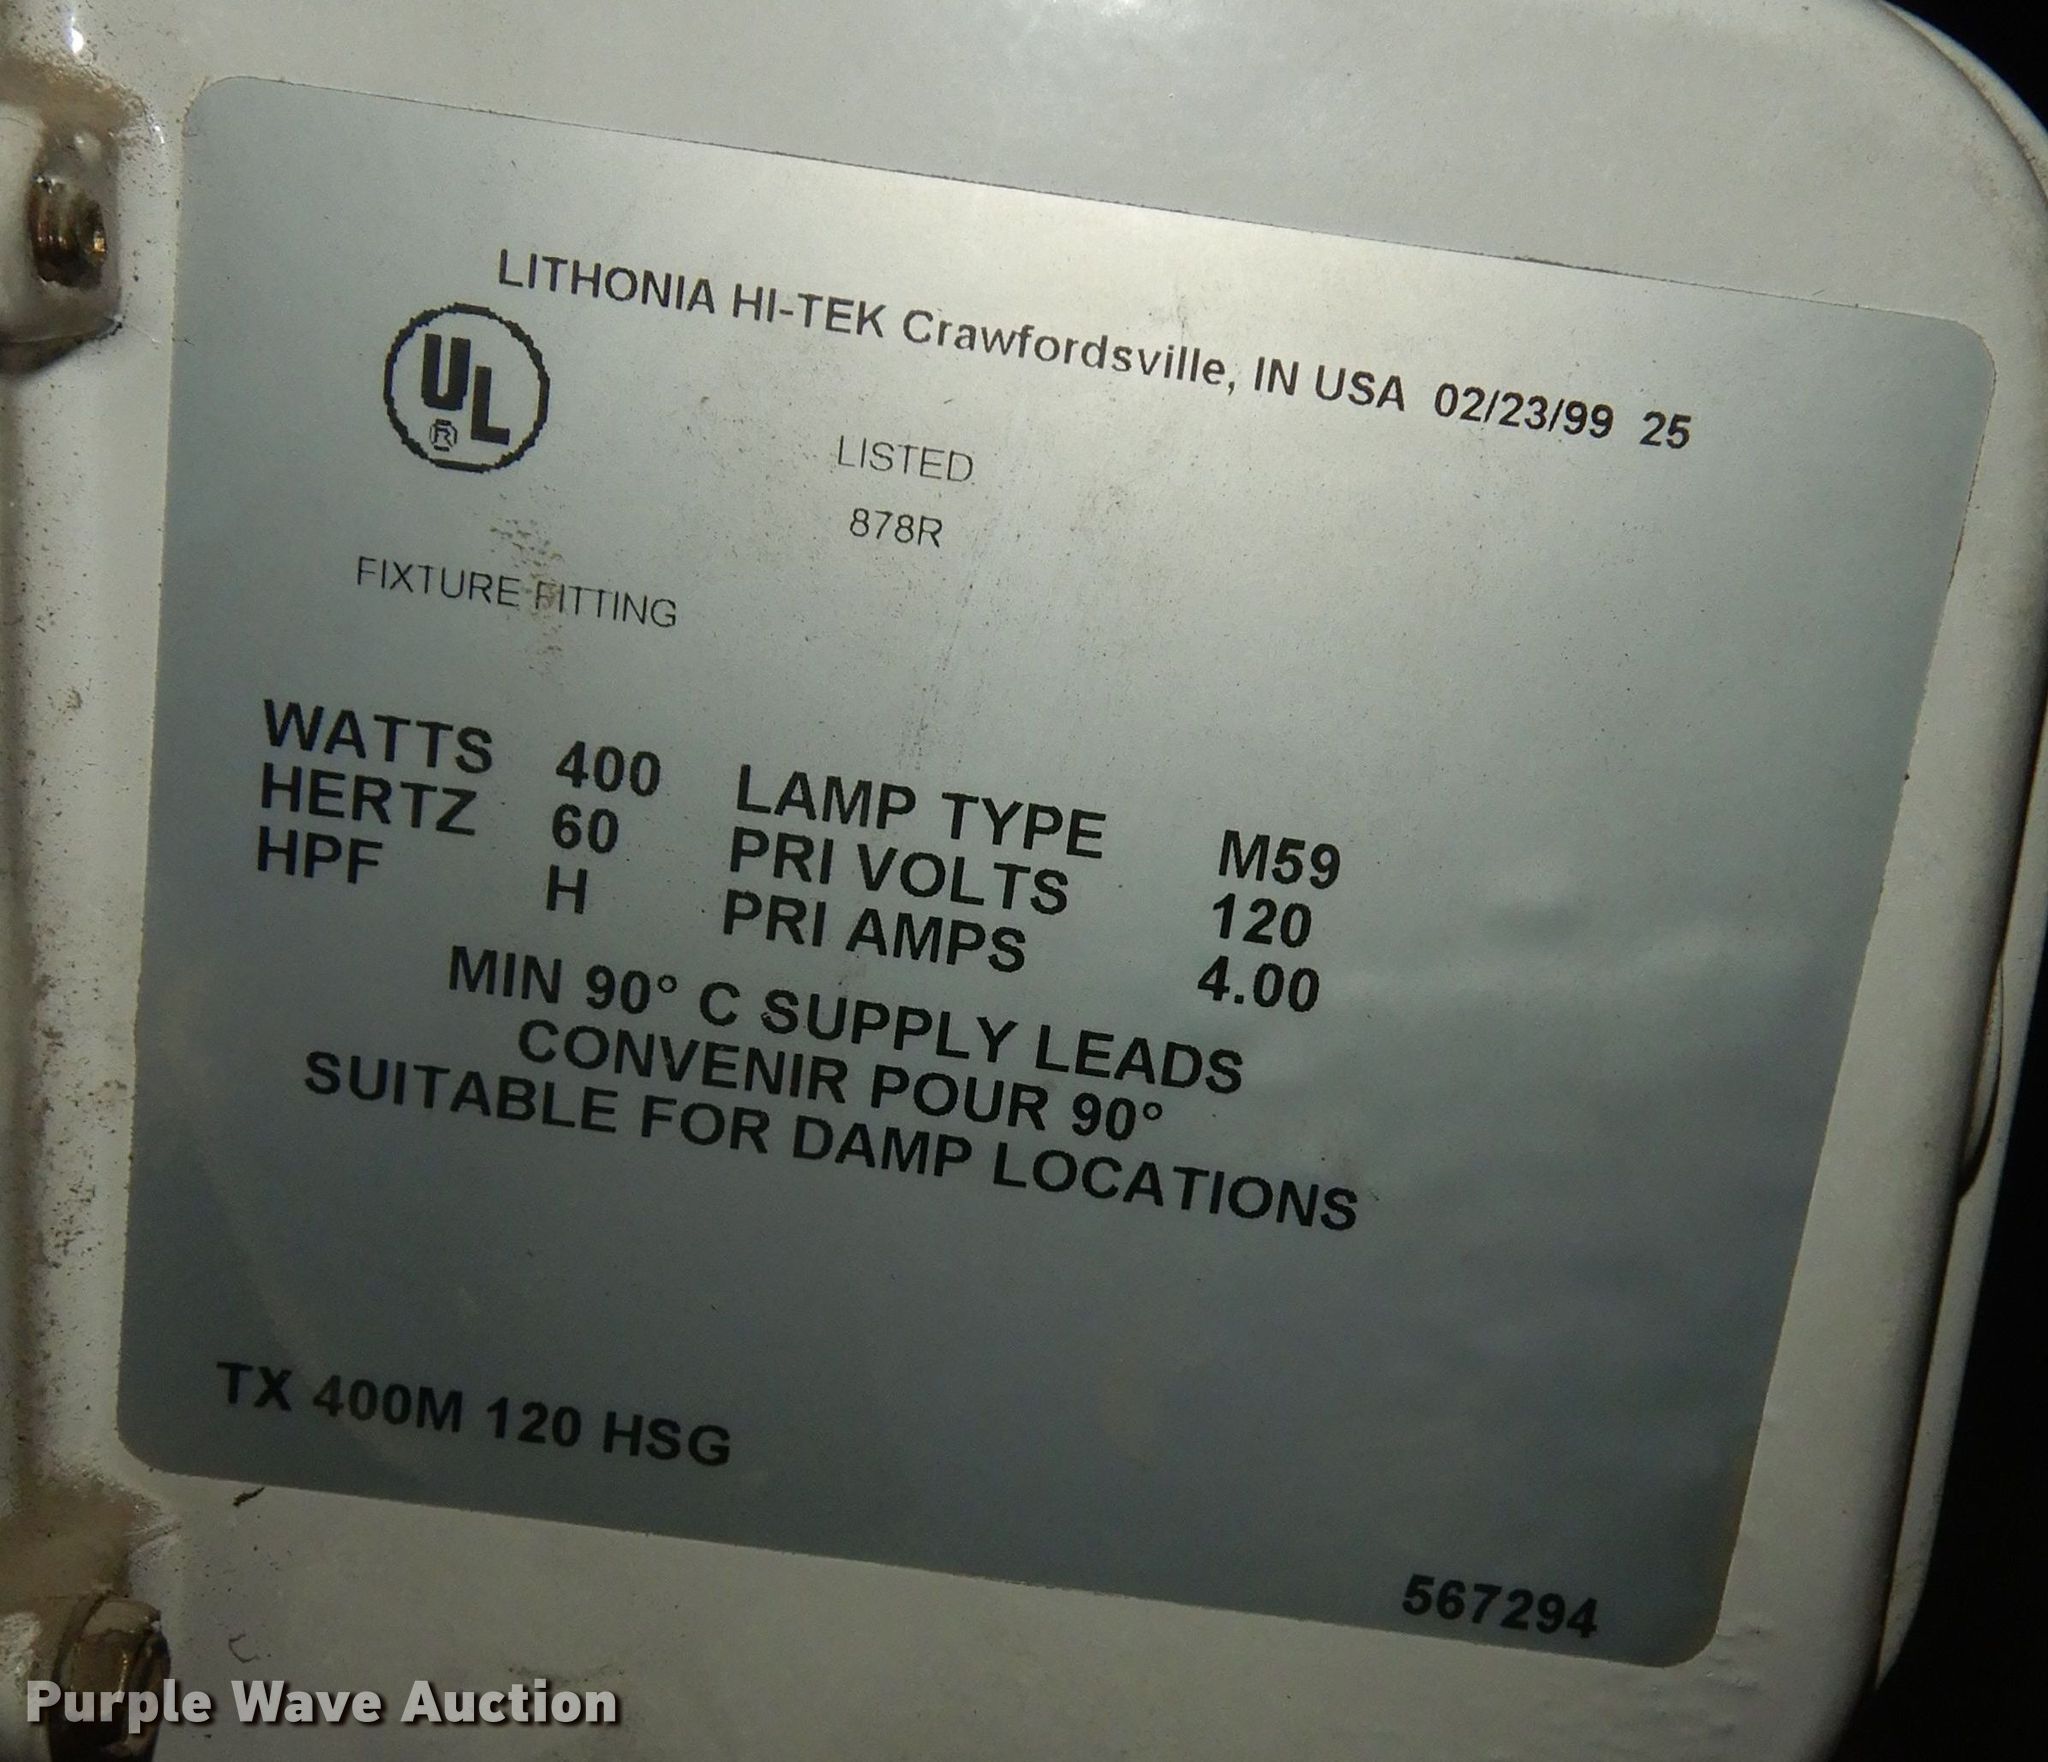 LITHONIA HI-TEK Crawfordsville, IN USA 02/23/99 25
UL
R
LISTED
878R
FIXTURE FITTING
WATTS 400 LAMP TYPE M59
HERTZ 60 PRI VOLTS 120
HPF H PRI AMPS 4.00
MIN 90° C SUPPLY LEADS
CONVENIR POUR 90°
SUITABLE FOR DAMP LOCATIONS
TX 400M 120 HSG
567294
Purple Wave Auction